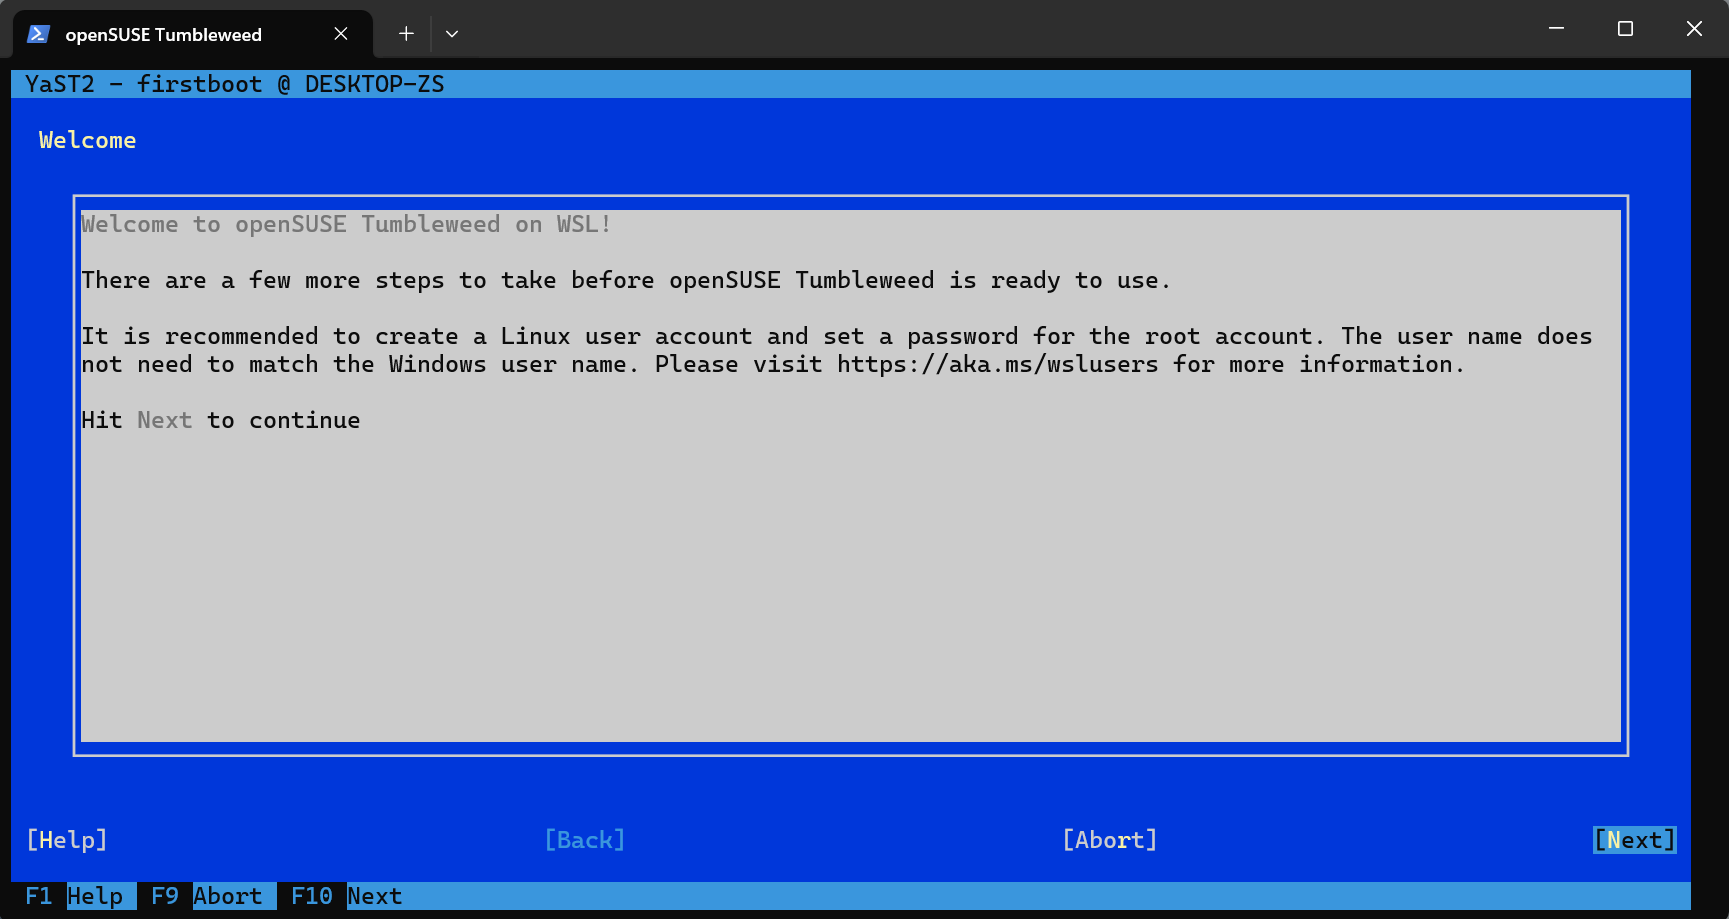 openSUSE Tumbleweed
YaST2 - firstboot @ DESKTOP-ZS
Welcome
Welcome to openSUSE Tumbleweed on WSL!
There are a few more steps to take before openSUSE Tumbleweed is ready to use.
It is recommended to create a Linux user account and set a password for the root account. The user name does
not need to match the Windows user name. Please visit https://aka.ms/wslusers for more information.
Hit Next to continue
[Help] [Back] [Abort] [Next]
F1 Help F9 Abort F10 Next